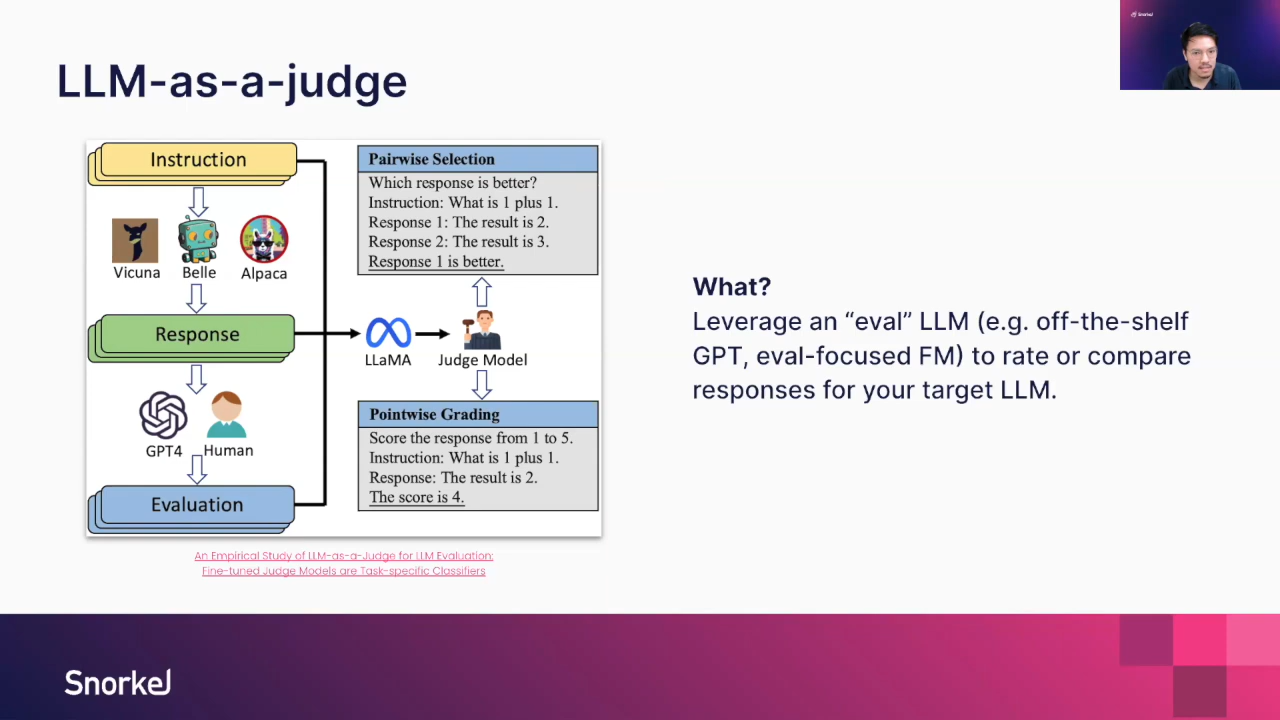 Snorkel
LLM-as-a-judge
Instruction
Vicuna
Belle
Alpaca
Response
GPT4
Human
Evaluation
LLaMA
Judge Model
Pairwise Selection
Which response is better?
Instruction: What is 1 plus 1.
Response 1: The result is 2.
Response 2: The result is 3.
Response 1 is better.
Pointwise Grading
Score the response from 1 to 5.
Instruction: What is 1 plus 1.
Response: The result is 2.
The score is 4.
An Empirical Study of LLM-as-a-Judge for LLM Evaluation:
Fine-tuned Judge Models are Task-specific Classifiers
What?
Leverage an “eval” LLM (e.g. off-the-shelf
GPT, eval-focused FM) to rate or compare
responses for your target LLM.
Snorkel